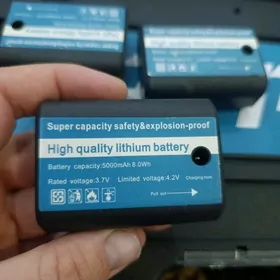 Super capacity safety&explosion-proof
High quality lithium battery
Battery capacity:5000mAh 8.0Wh
Rated voltage:3.7V Limited voltage:4.2V Charging hole
Pull out